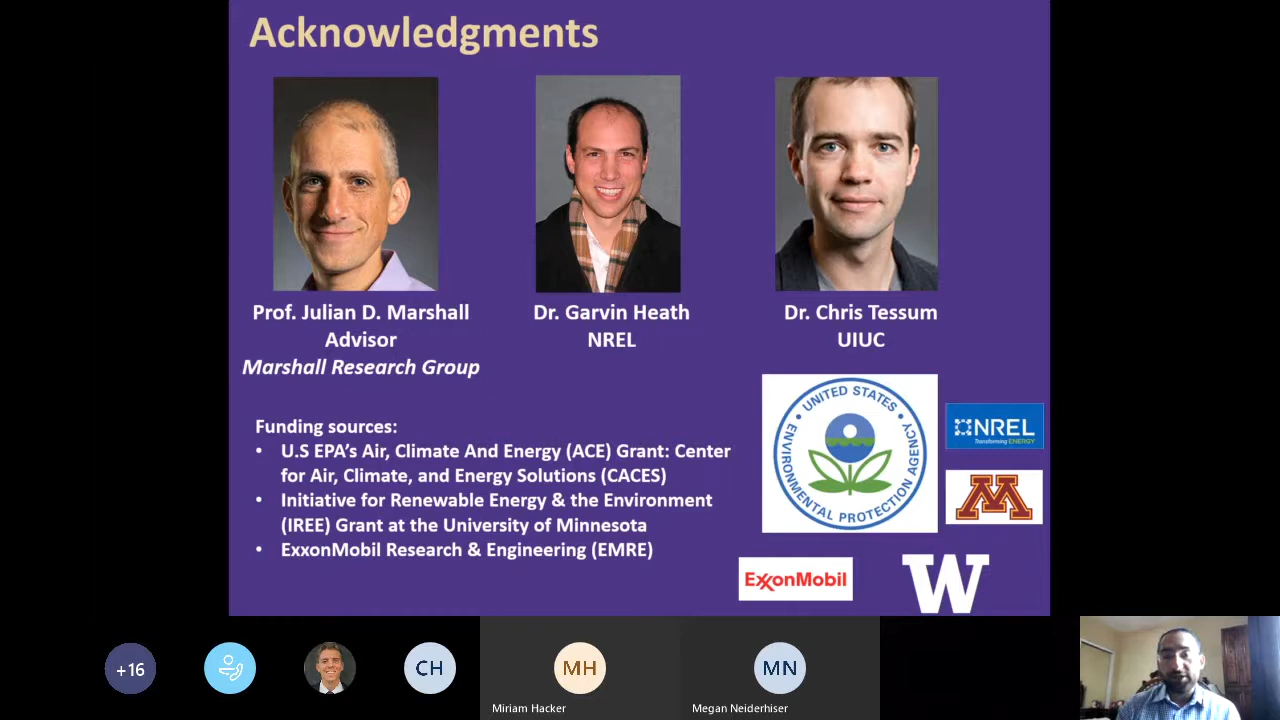 Acknowledgments
Prof. Julian D. Marshall
Advisor
Marshall Research Group
Dr. Garvin Heath
NREL
Dr. Chris Tessum
UIUC
Funding sources:
• U.S EPA's Air, Climate And Energy (ACE) Grant: Center
for Air, Climate, and Energy Solutions (CACES)
• Initiative for Renewable Energy & the Environment
(IREE) Grant at the University of Minnesota
• ExxonMobil Research & Engineering (EMRE)
UNITED STATES
ENVIRONMENTAL PROTECTION AGENCY
NREL
Transforming ENERGY
M
ExxonMobil
W
+16
CH
MH
MN
Miriam Hacker
Megan Neiderhiser